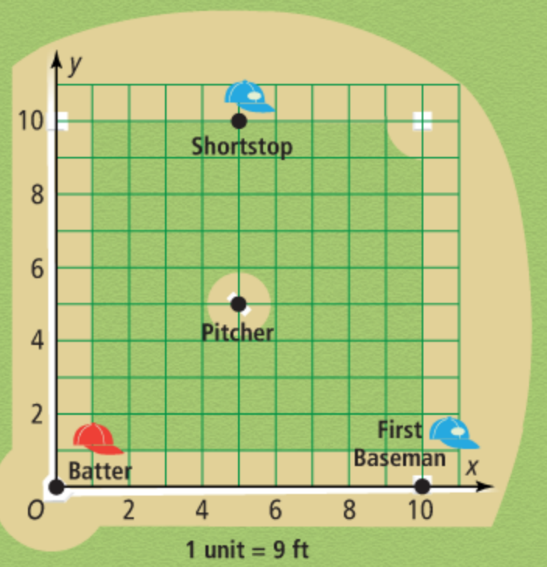 y
10
Shortstop
8
6
Pitcher
4
2
First
Baseman
x
Batter
O
2
4
6
8
10
1 unit = 9 ft